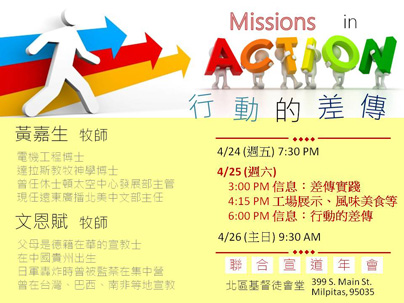 Missions in
ACTION
行動的差傳
黃嘉生 牧師
電機工程博士
達拉斯教牧神學博士
曾任休士頓太空中心發展部主管
現任遠東廣播北美中文部主任
文恩賦 牧師
父母是德籍在華的宣教士
在中國貴州出生
日軍轟炸時曾被監禁在集中營
曾在台灣、巴西、南非等地宣教
4/24 (週五) 7:30 PM
4/25 (週六)
3:00 PM 信息：差傳實踐
4:15 PM 工場展示、風味美食等
6:00 PM 信息：行動的差傳
4/26 (主日) 9:30 AM
聯合宣道年會
北區基督徒會堂 399 S. Main St.
Milpitas, 95035